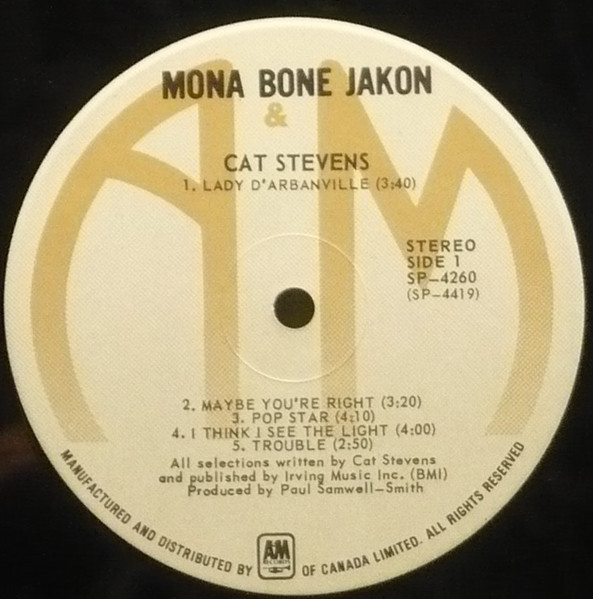 MONA BONE JAKON
&
CAT STEVENS
1. LADY D'ARBANVILLE (3:40)
STEREO
SIDE 1
SP-4260
(SP-4419)
2. MAYBE YOU'RE RIGHT (3:20)
3. POP STAR (4:10)
4. I THINK I SEE THE LIGHT (4:00)
5. TROUBLE (2:50)
All selections written by Cat Stevens
and published by Irving Music Inc. (BMI)
Produced by Paul Samwell-Smith
MANUFACTURED AND DISTRIBUTED BY A&M RECORDS OF CANADA LIMITED. ALL RIGHTS RESERVED